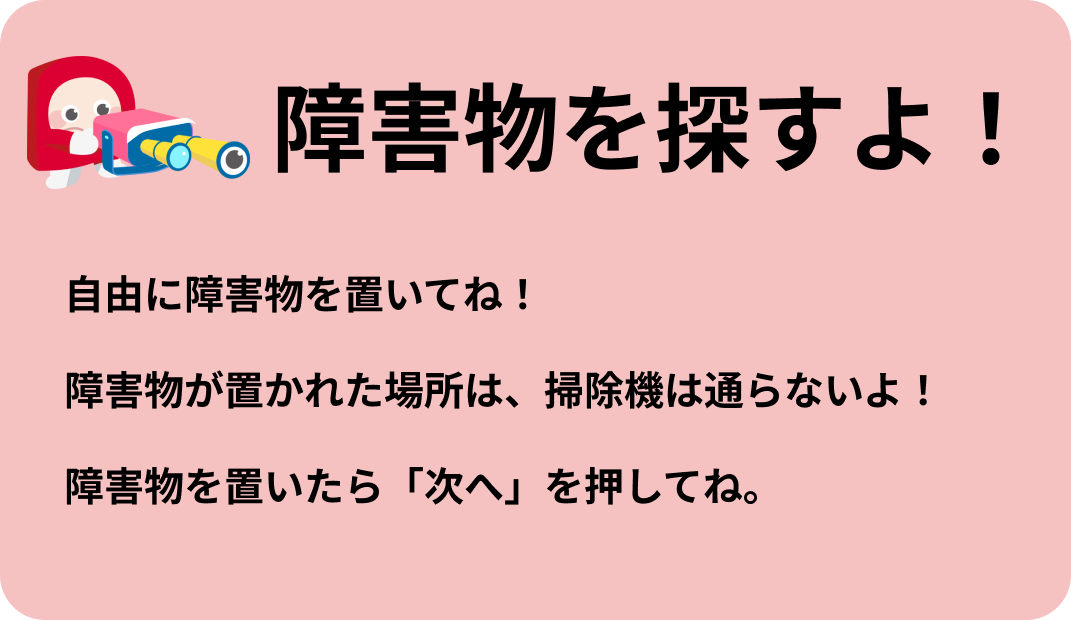 障害物を探すよ！
自由に障害物を置いてね！
障害物が置かれた場所は、掃除機は通らないよ！
障害物を置いたら「次へ」を押してね。